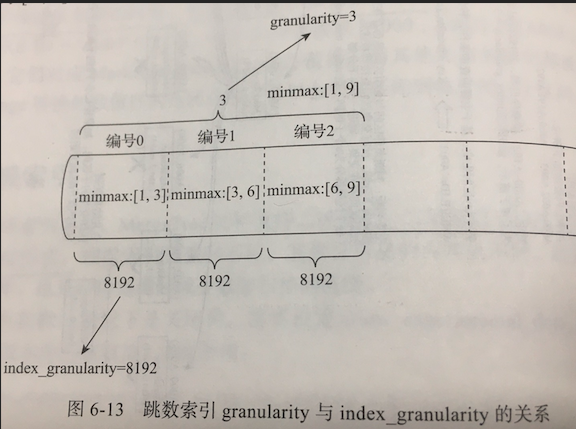 granularity=3
3
minmax:[1, 9]
编号0 编号1 编号2
minmax:[1, 3] minmax:[3, 6] minmax:[6, 9]
8192 8192 8192
index_granularity=8192
图 6-13 跳数索引 granularity 与 index_granularity 的关系